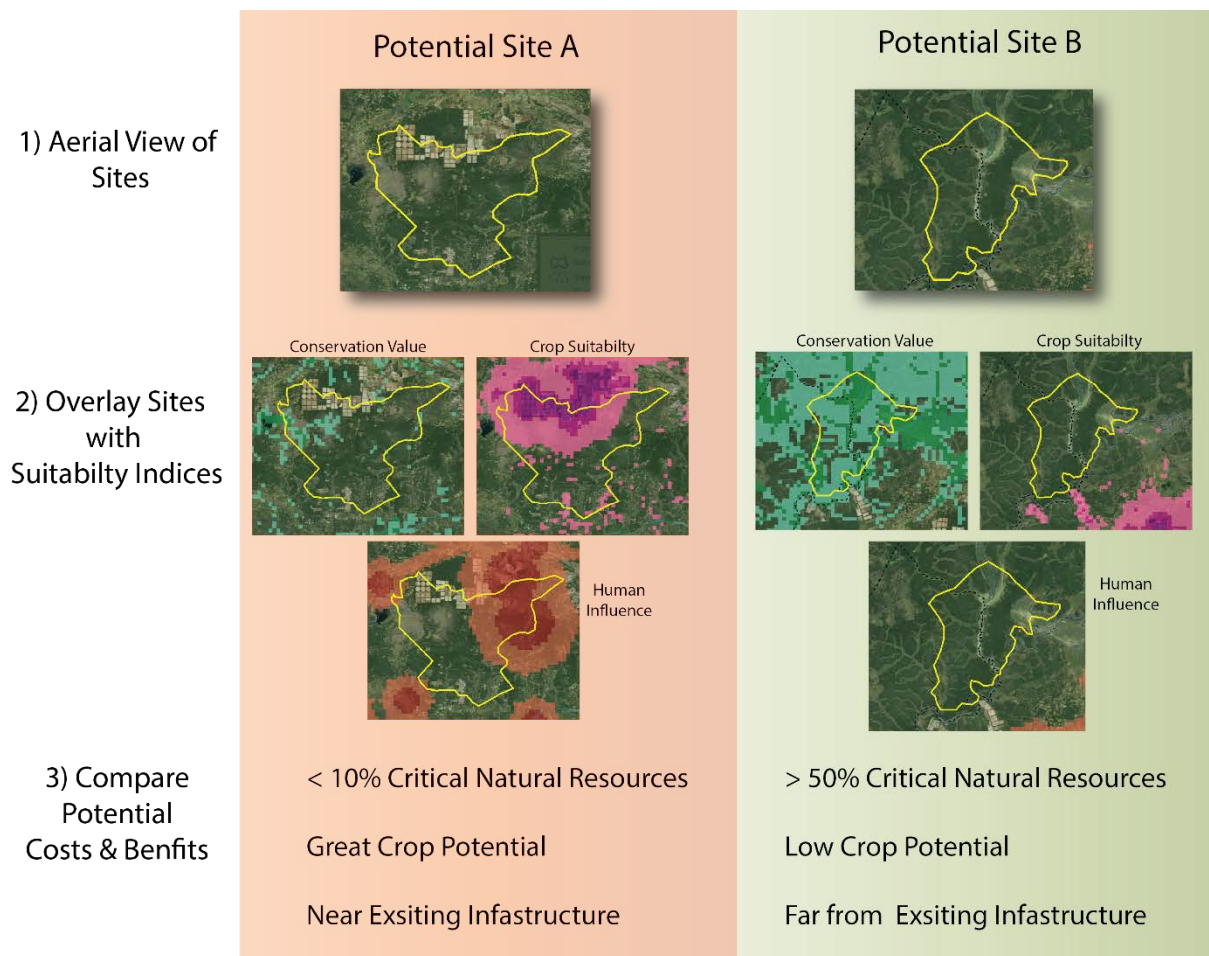 Potential Site A
Potential Site B
1) Aerial View of
Sites
Conservation Value
Crop Suitabilty
Conservation Value
Crop Suitabilty
2) Overlay Sites
with
Suitabilty Indices
Human
Influence
Human
Influence
3) Compare
Potential
Costs & Benfits
< 10% Critical Natural Resources
Great Crop Potential
Near Exsiting Infastructure
> 50% Critical Natural Resources
Low Crop Potential
Far from Exsiting Infastructure